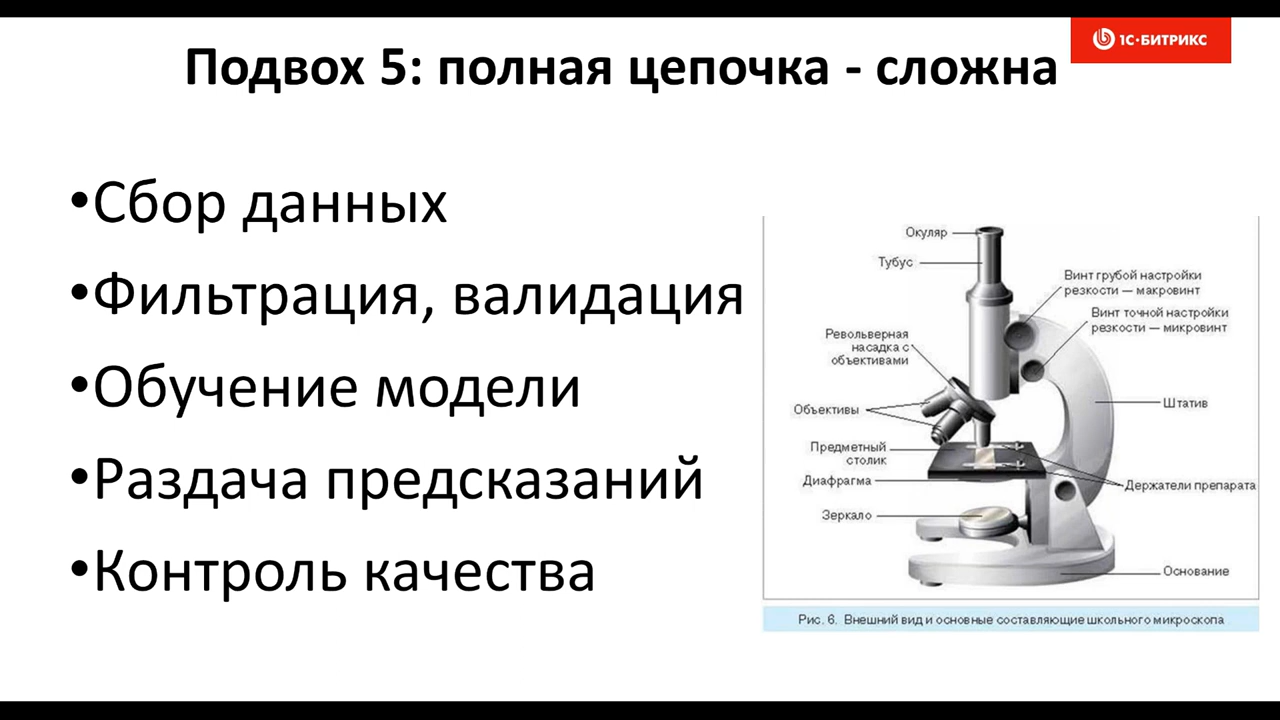 Подвох 5: полная цепочка - сложна
1С·БИТРИКС
•Сбор данных
•Фильтрация, валидация
•Обучение модели
•Раздача предсказаний
•Контроль качества
Окуляр
Тубус
Винт грубой настройки
резкости — макровинт
Винт точной настройки
резкости — микровинт
Револьверная
насадка с
объективами
Объективы
Штатив
Предметный
столик
Диафрагма
Держатели препарата
Зеркало
Основание
Рис. 6. Внешний вид и основные составляющие школьного микроскопа